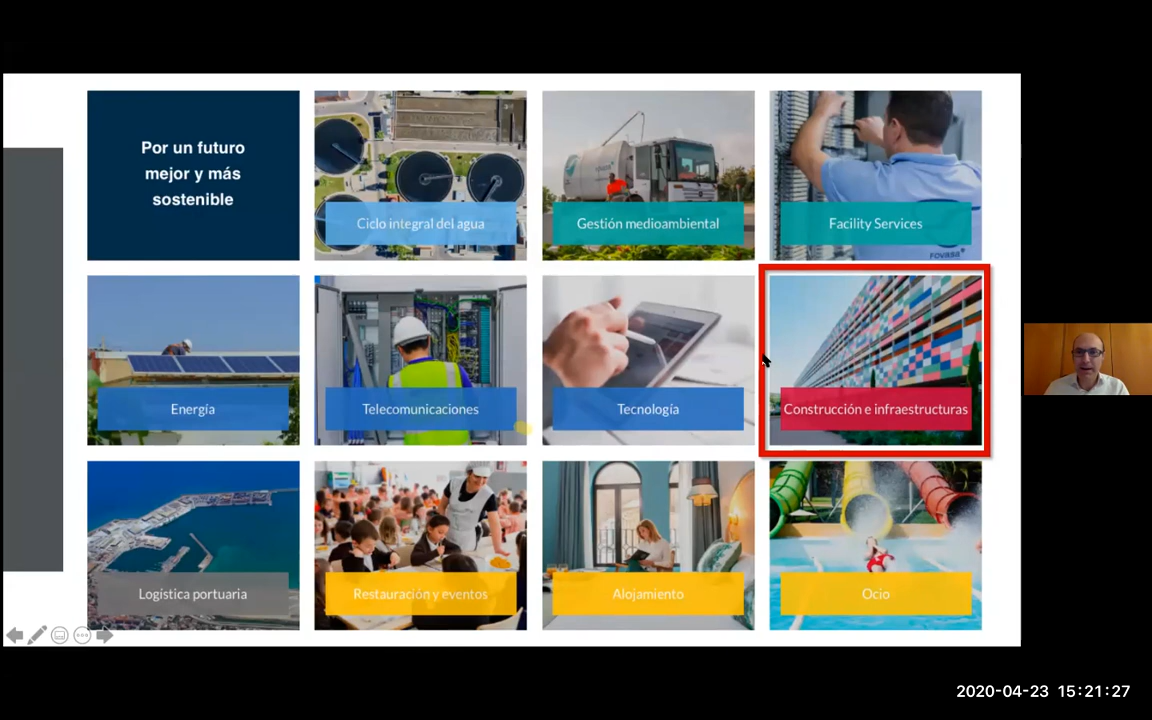 Por un futuro
mejor y más
sostenible
Ciclo integral del agua
Gestión medioambiental
Facility Services
rovasa
Energía
Telecomunicaciones
Tecnología
Construcción e infraestructuras
Logística portuaria
Restauración y eventos
Alojamiento
Ocio
2020-04-23 15:21:27